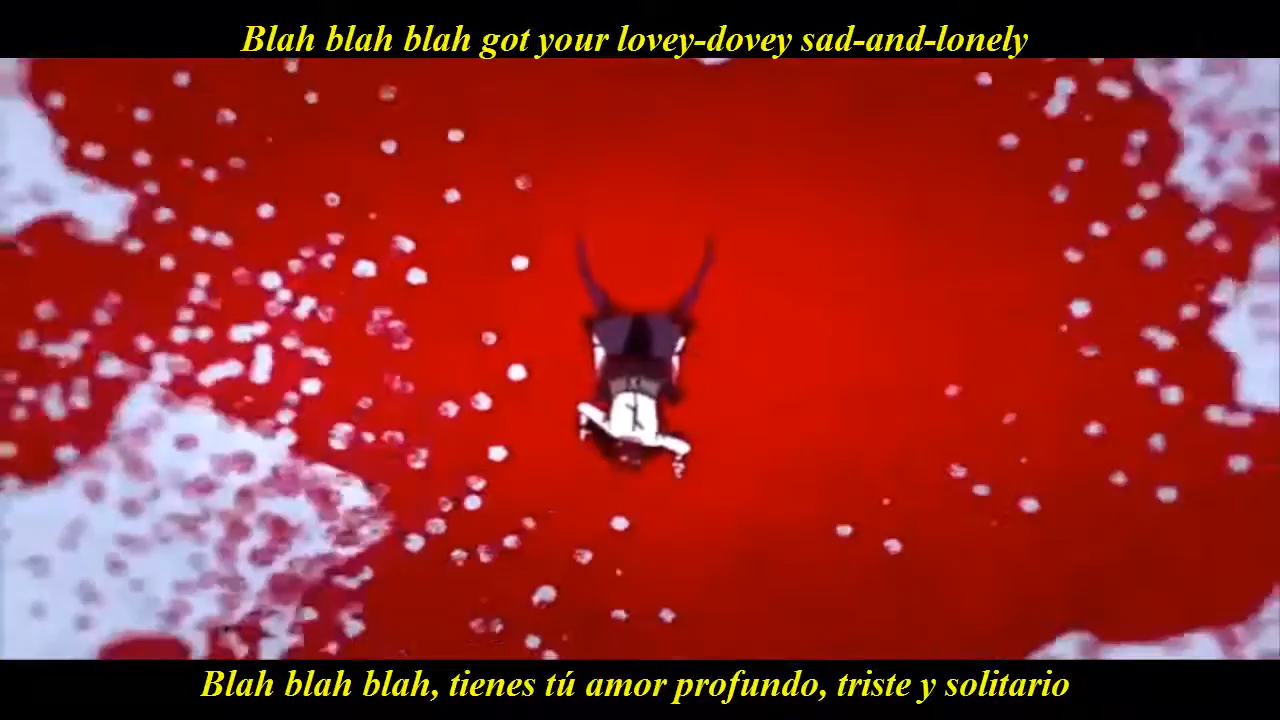 Blah blah blah got your lovey-dovey sad-and-lonely
Blah blah blah, tienes tú amor profundo, triste y solitario